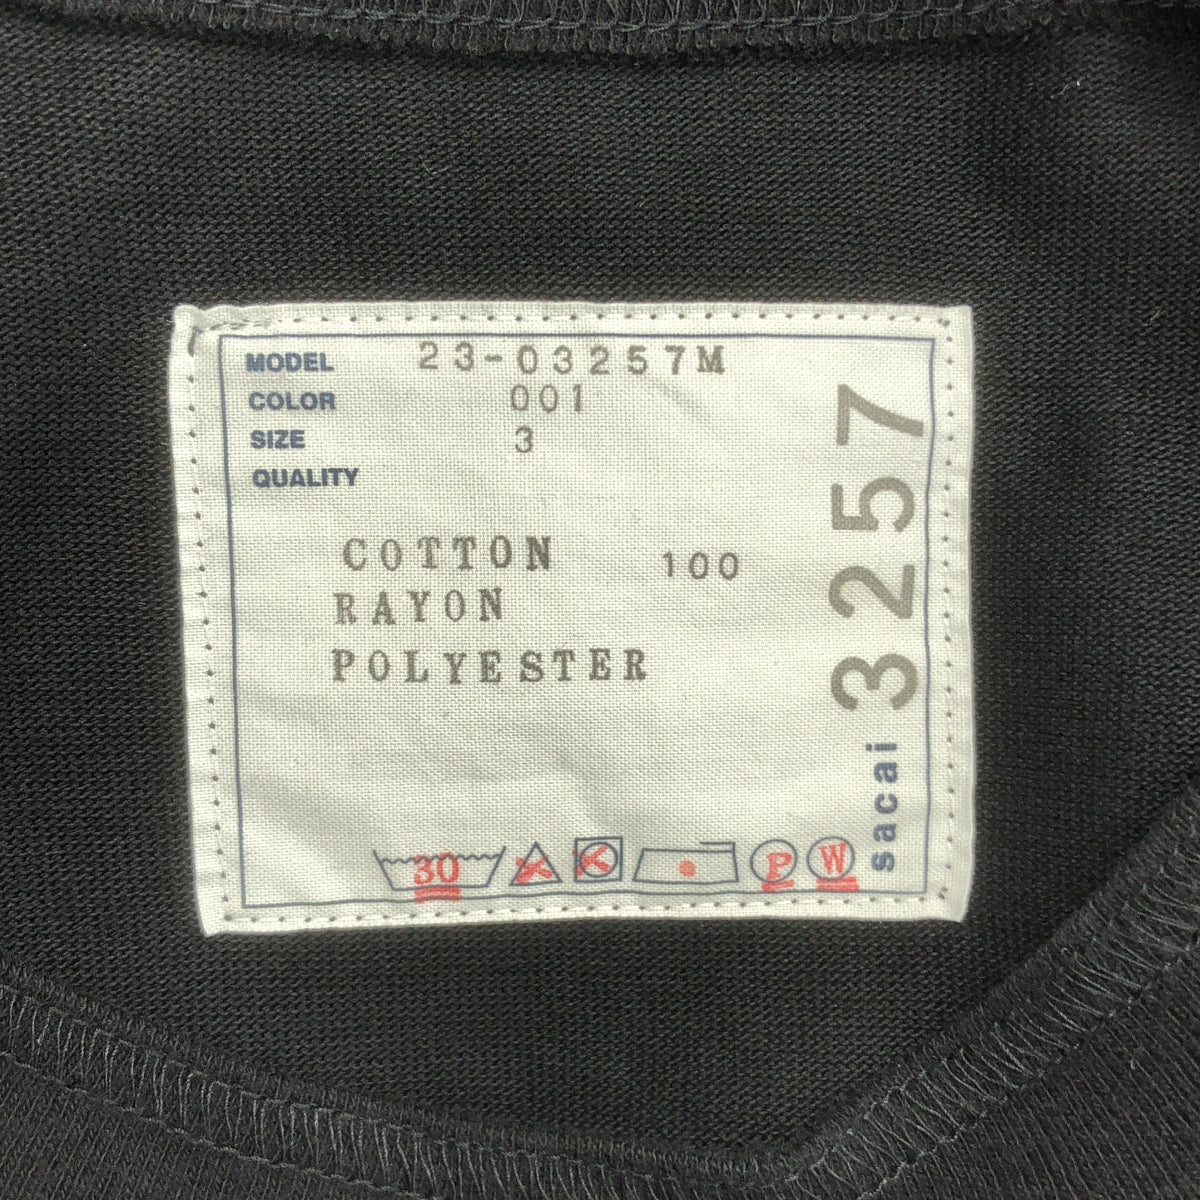 MODEL 23-03257M
COLOR 001
SIZE 3
QUALITY
COTTON 100
RAYON
POLYESTER
30
P
W
sacai 3257